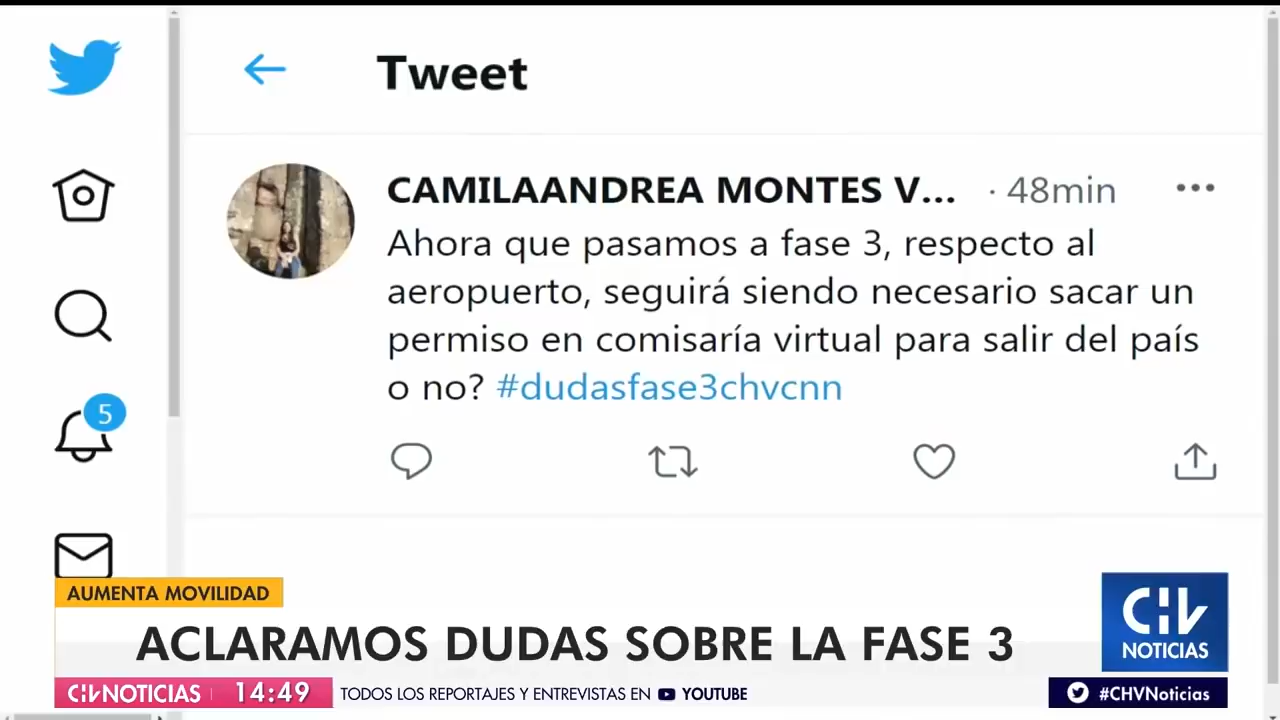 Tweet
CAMILAANDREA MONTES V... · 48min
Ahora que pasamos a fase 3, respecto al
aeropuerto, seguirá siendo necesario sacar un
permiso en comisaría virtual para salir del país
o no? #dudasfase3chvcnn
5
AUMENTA MOVILIDAD
ACLARAMOS DUDAS SOBRE LA FASE 3
CHV NOTICIAS
CHVNOTICIAS 14:49 TODOS LOS REPORTAJES Y ENTREVISTAS EN YOUTUBE
#CHVNoticias